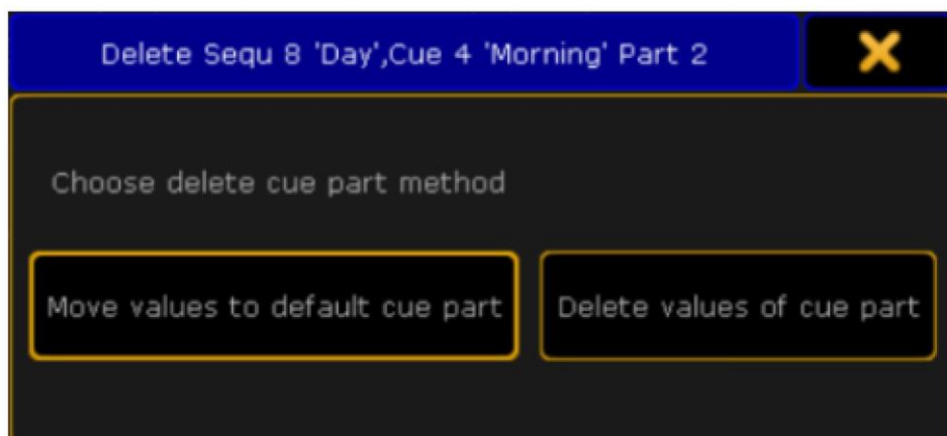 Delete Sequ 8 'Day',Cue 4 'Morning' Part 2
Choose delete cue part method
Move values to default cue part
Delete values of cue part